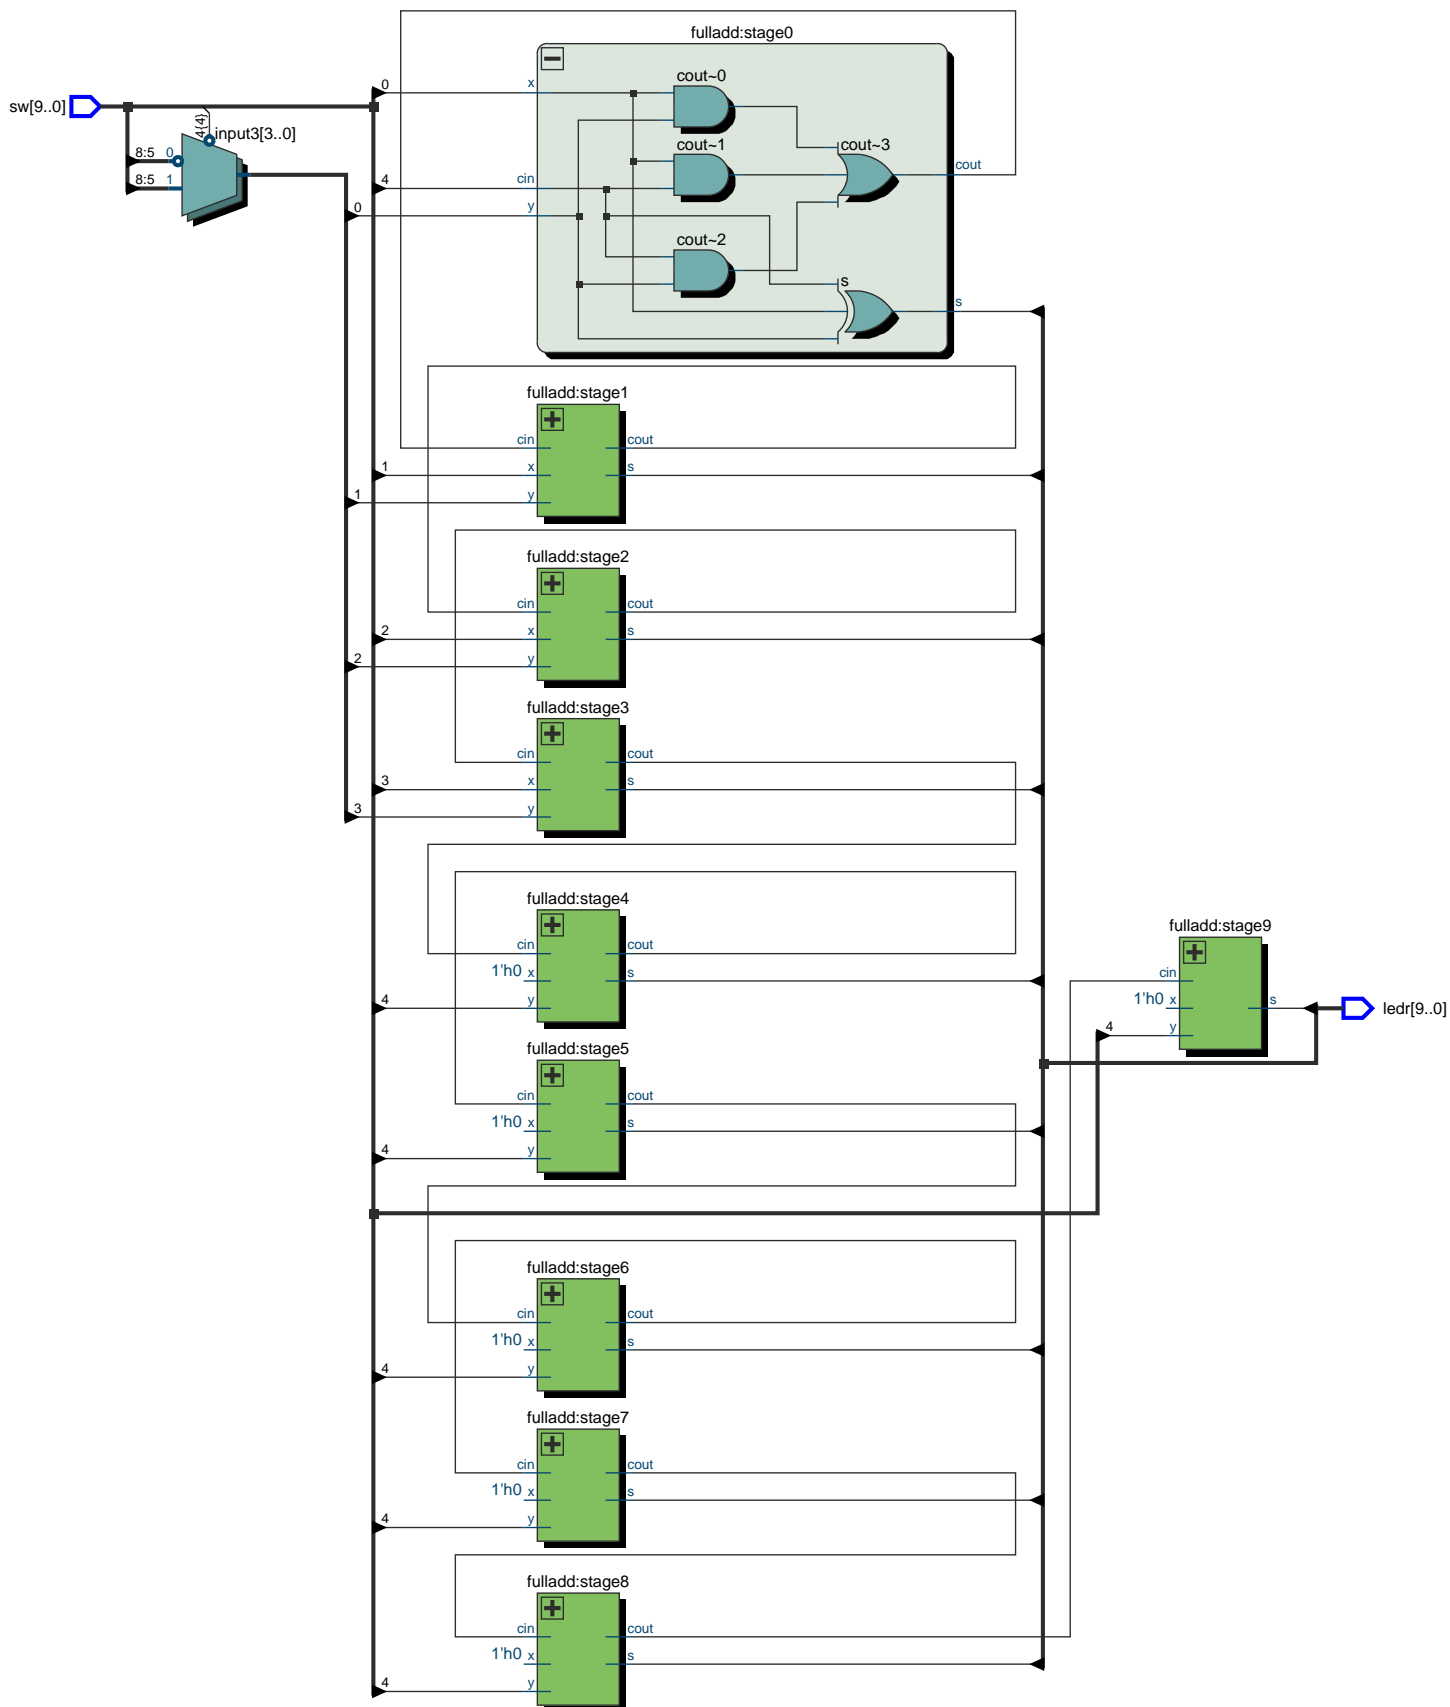 fulladd:stage0
sw[9..0]
4{4}
input3[3..0]
8:5 0
8:5 1
0 x
4 cin
0 y
cout~0
cout~1
cout~2
cout~3
cout
s
s
fulladd:stage1
cin cout
1 x s
1 y
fulladd:stage2
cin cout
2 x s
2 y
fulladd:stage3
cin cout
3 x s
3 y
fulladd:stage4
cin cout
1'h0 x s
4 y
fulladd:stage9
cin
1'h0 x s
4 y
ledr[9..0]
fulladd:stage5
cin cout
1'h0 x s
4 y
fulladd:stage6
cin cout
1'h0 x s
4 y
fulladd:stage7
cin cout
1'h0 x s
4 y
fulladd:stage8
cin cout
1'h0 x s
4 y